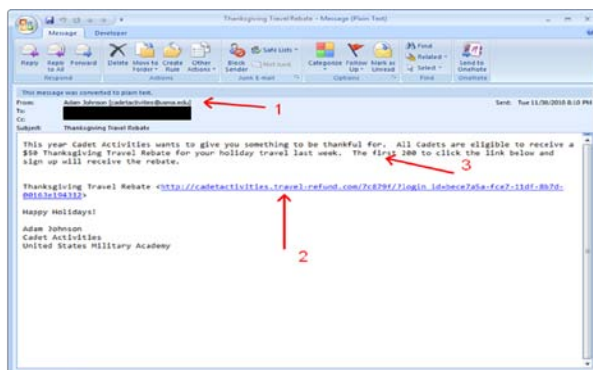 Thanksgiving Travel Rebate - Message (Plain Text)
Message Developer
Reply Reply to All Forward Delete Move to Folder Create Rule Other Actions Block Sender Safe Lists Not Junk Categorize Follow Up Mark as Unread Find Related Select Send to OneNote
Respond Actions Junk E-mail Options Find OneNote
This message was converted to plain text.
From: Adam Johnson 1
Sent: Tue 8:10 PM
To:
Cc:
Subject: Thanksgiving Travel Rebate
This year Cadet Activities wants to give you something to be thankful for. All Cadets are eligible to receive a
$50 Thanksgiving Travel Rebate for your holiday travel last week. The first 200 to click the link below and
sign up will receive the rebate.
3
Thanksgiving Travel Rebate <http://cadetactivities.travel-refund.com/7c679f/?login_id=bece7a5a-fce7-11df-8b7d-
00163e194312>
Happy Holidays!
Adam Johnson
Cadet Activities
United States Military Academy
2